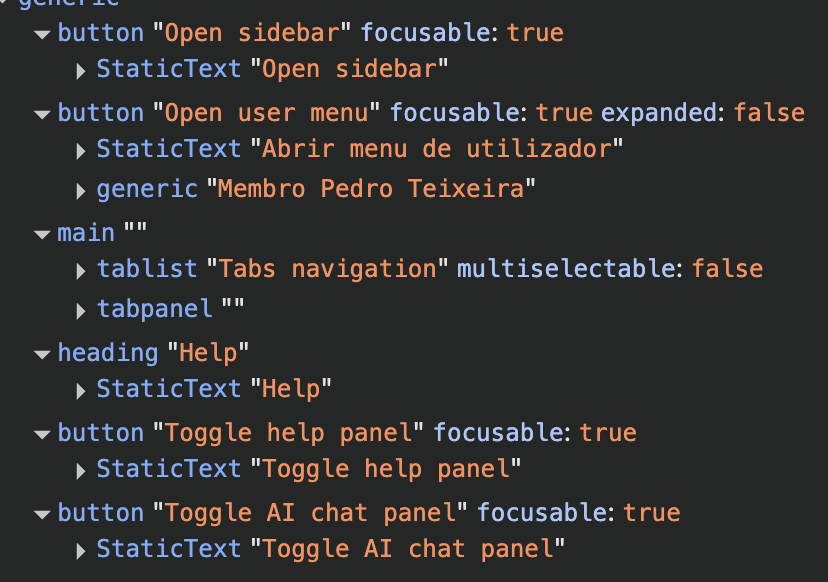 generic
button "Open sidebar" focusable: true
StaticText "Open sidebar"
button "Open user menu" focusable: true expanded: false
StaticText "Abrir menu de utilizador"
generic "Membro Pedro Teixeira"
main ""
tablist "Tabs navigation" multiselectable: false
tabpanel ""
heading "Help"
StaticText "Help"
button "Toggle help panel" focusable: true
StaticText "Toggle help panel"
button "Toggle AI chat panel" focusable: true
StaticText "Toggle AI chat panel"